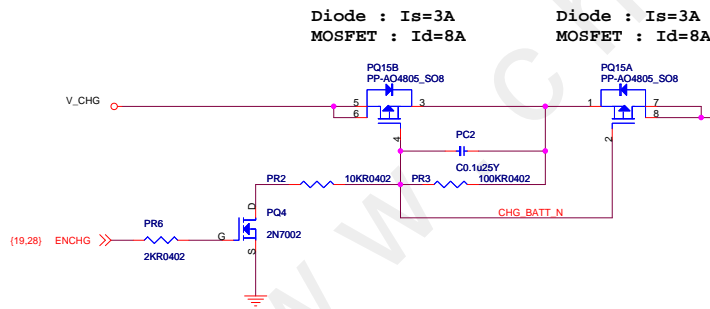 Diode : Is=3A Diode : Is=3A
MOSFET : Id=8A MOSFET : Id=8A
PQ15B PQ15A
PP-AO4805_SO8 PP-AO4805_SO8
V_CHG 5 3 1 7
6 8
4 2
PC2
C0.1u25Y
PR2 10KR0402 PR3 100KR0402
CHG_BATT_N
D PQ4
PR6
{19,28} ENCHG G 2N7002
S
2KR0402
w w w . c h